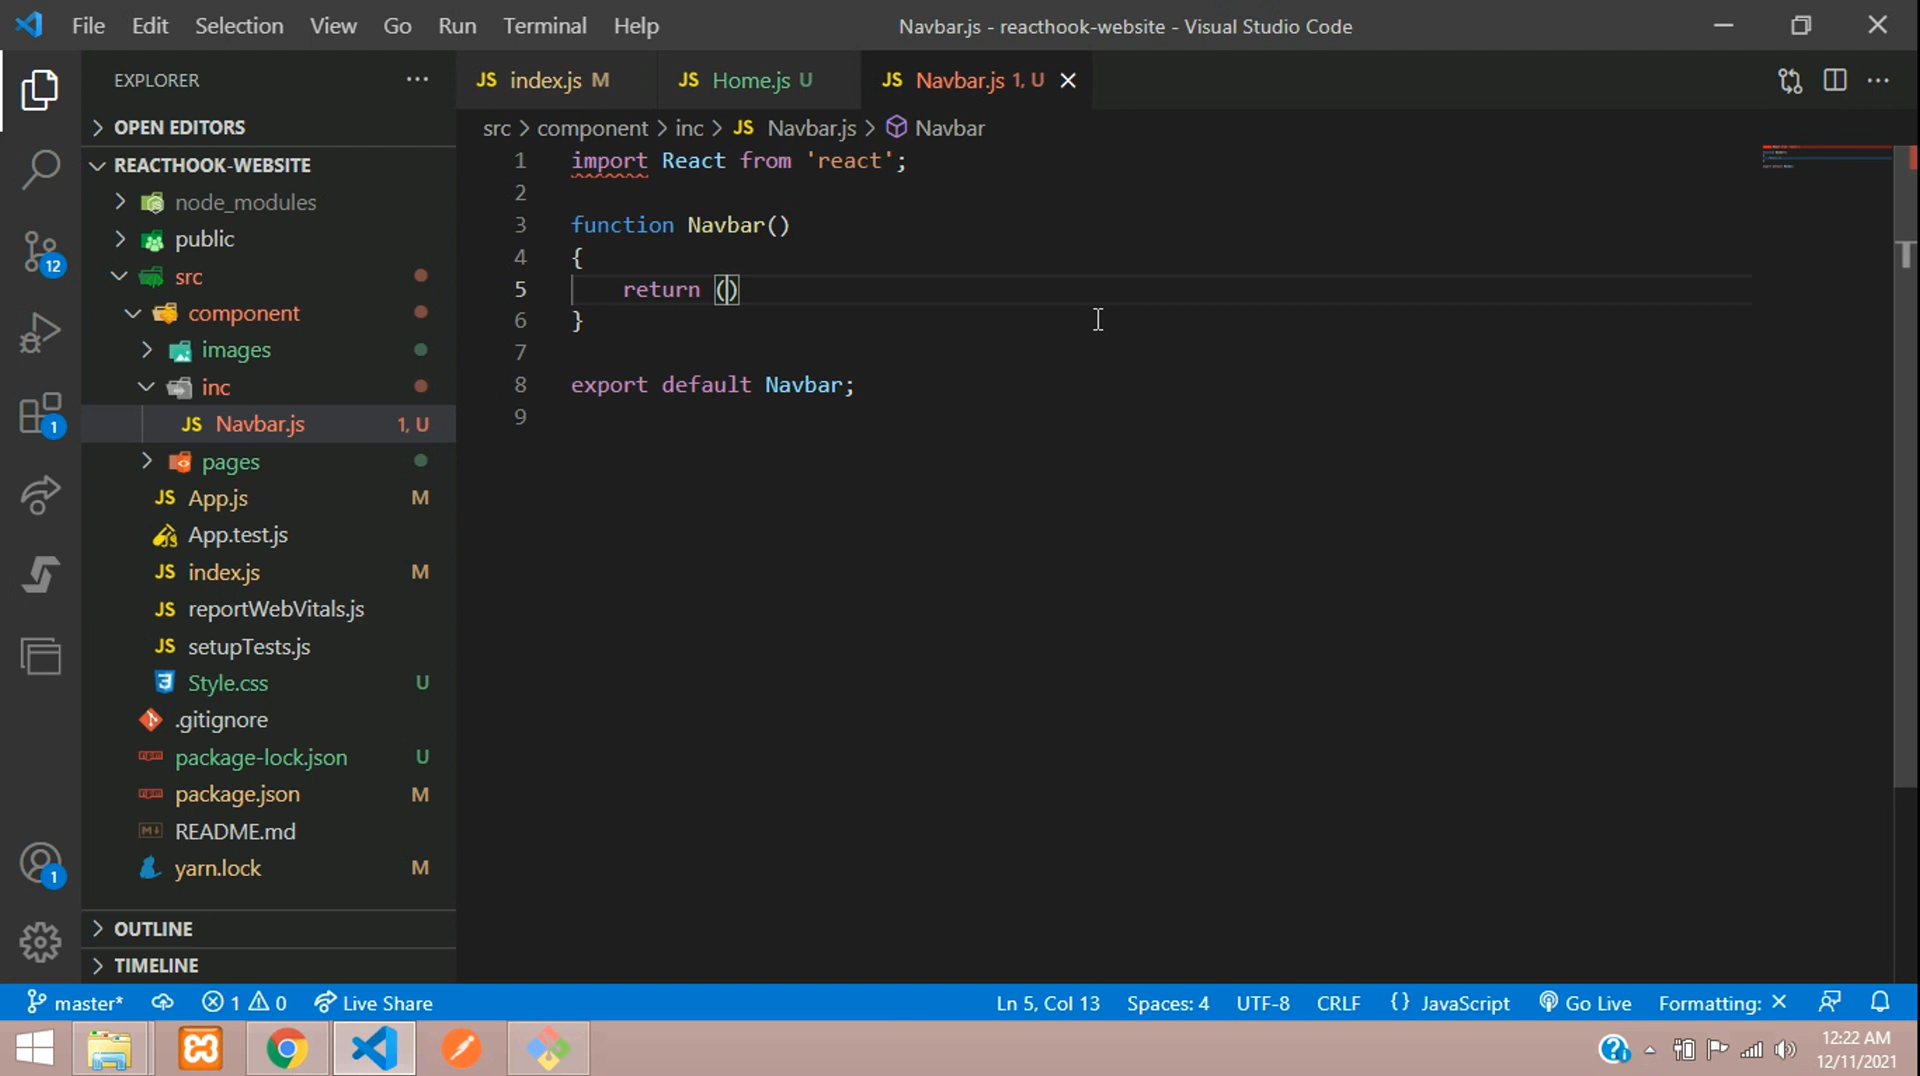 File Edit Selection View Go Run Terminal Help Navbar.js - reacthook-website - Visual Studio Code
EXPLORER
JS index.js M JS Home.js U JS Navbar.js 1, U
OPEN EDITORS
src > component > inc > JS Navbar.js > Navbar
REACTHOOK-WEBSITE
node_modules
public
src
component
images
inc
JS Navbar.js 1, U
pages
JS App.js M
App.test.js
JS index.js M
JS reportWebVitals.js
JS setupTests.js
Style.css U
.gitignore
package-lock.json U
package.json M
README.md
yarn.lock M
OUTLINE
TIMELINE
12
1
1
1 import React from 'react';
2
3 function Navbar()
4 {
5 return ()
6 }
7
8 export default Navbar;
9
master* 1 0 Live Share Ln 5, Col 13 Spaces: 4 UTF-8 CRLF {} JavaScript Go Live Formatting: ×
12:22 AM
12/11/2021